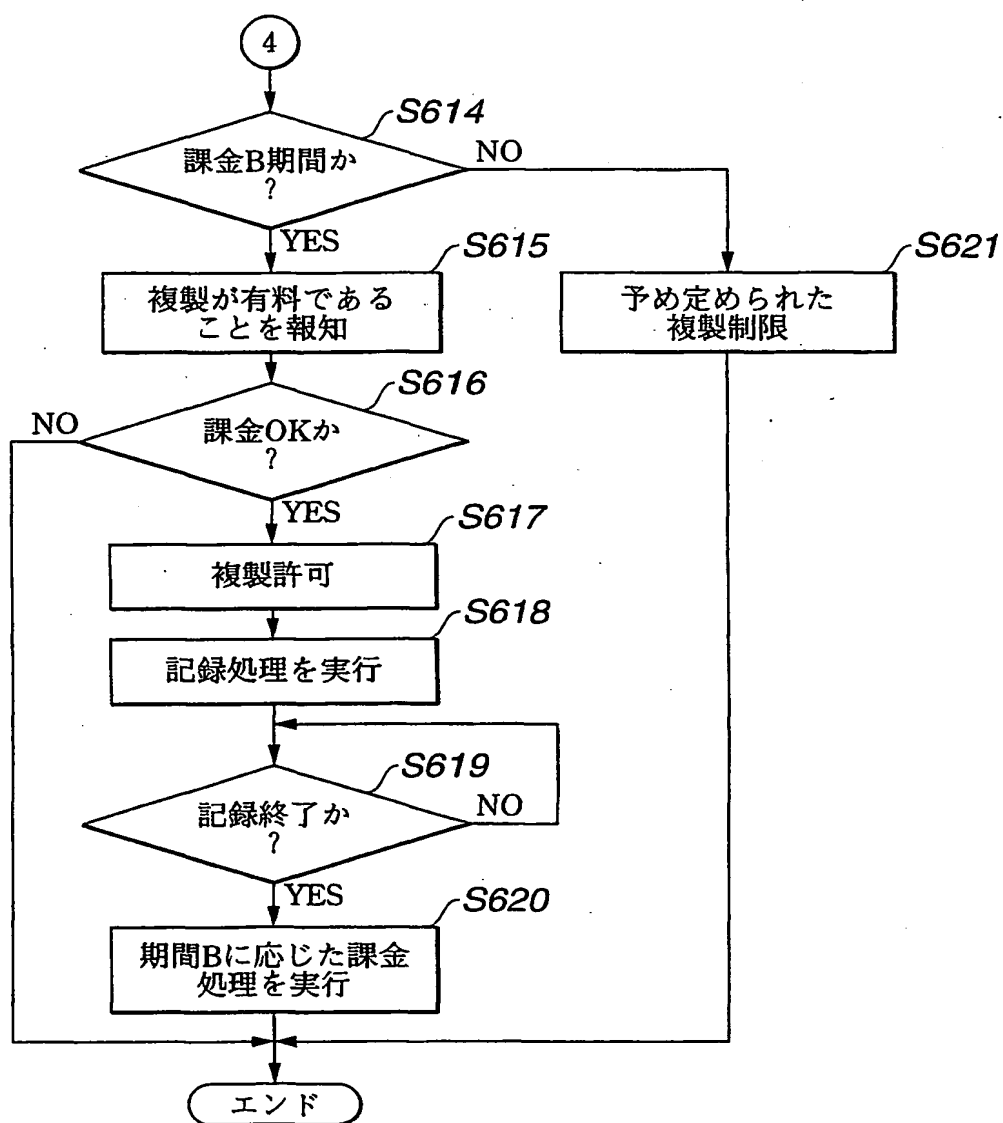 4
S614
課金B期間か
?
NO
YES
S615
複製が有料である
ことを報知
S621
予め定められた
複製制限
S616
課金OKか
?
NO
YES
S617
複製許可
S618
記録処理を実行
S619
記録終了か
?
NO
YES
S620
期間Bに応じた課金
処理を実行
エンド